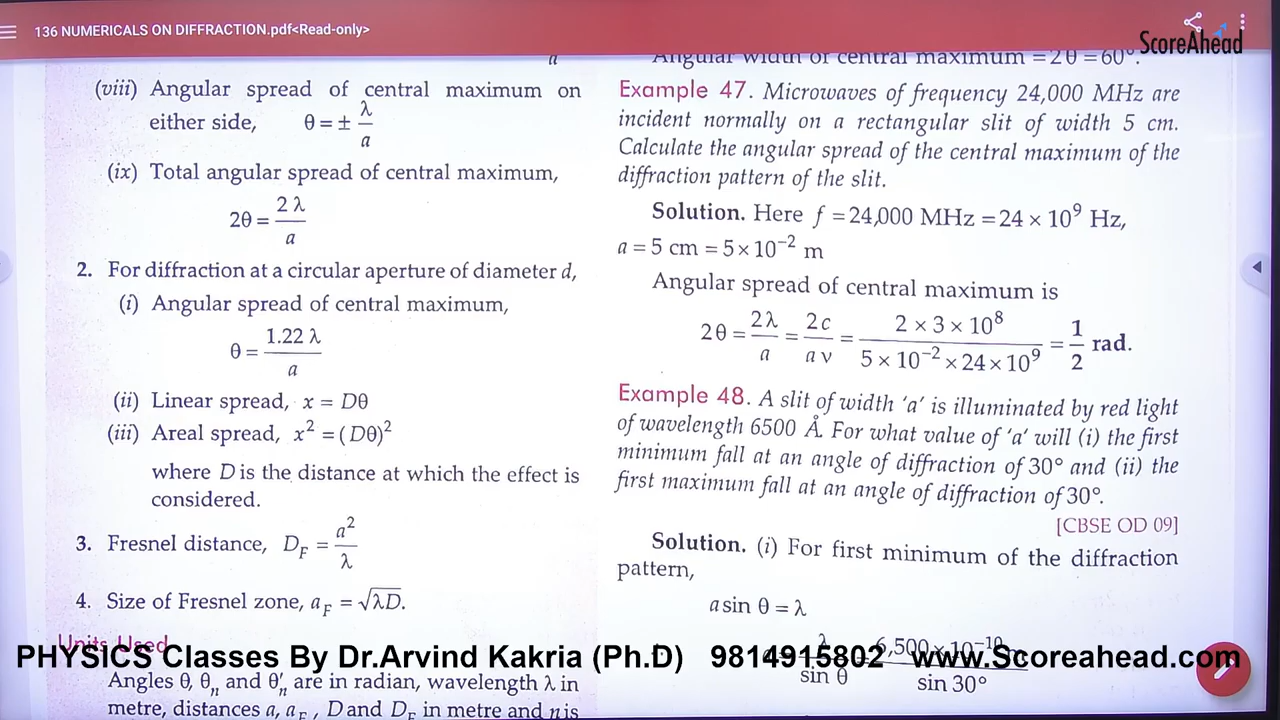 136 NUMERICALS ON DIFFRACTION.pdf<Read-only>
ScoreAhead
a
(viii) Angular spread of central maximum on
either side, θ = ± λ/a
(ix) Total angular spread of central maximum,
2θ = 2 λ/a
2. For diffraction at a circular aperture of diameter d,
(i) Angular spread of central maximum,
θ = 1.22 λ/a
(ii) Linear spread, x = Dθ
(iii) Areal spread, x² = (Dθ)²
where D is the distance at which the effect is
considered.
3. Fresnel distance, D_F = a²/λ
4. Size of Fresnel zone, a_F = √λD.
Units Used
Angles θ, θ_n and θ'_n are in radian, wavelength λ in
metre, distances a, a_F, D and D_F in metre and n is
Angular width of central maximum = 2θ = 60°.
Example 47. Microwaves of frequency 24,000 MHz are
incident normally on a rectangular slit of width 5 cm.
Calculate the angular spread of the central maximum of the
diffraction pattern of the slit.
Solution. Here f = 24,000 MHz = 24 × 10⁹ Hz,
a = 5 cm = 5 × 10⁻² m
Angular spread of central maximum is
2θ = 2λ/a = 2c/a ν = 2 × 3 × 10⁸/5 × 10⁻² × 24 × 10⁹ = 1/2 rad.
Example 48. A slit of width 'a' is illuminated by red light
of wavelength 6500 Å. For what value of 'a' will (i) the first
minimum fall at an angle of diffraction of 30° and (ii) the
first maximum fall at an angle of diffraction of 30°.
[CBSE OD 09]
Solution. (i) For first minimum of the diffraction
pattern,
a sin θ = λ
λ/sin θ = 6,500 × 10⁻¹⁰/sin 30°
PHYSICS Classes By Dr.Arvind Kakria (Ph.D) 9814915802 www.Scoreahead.com